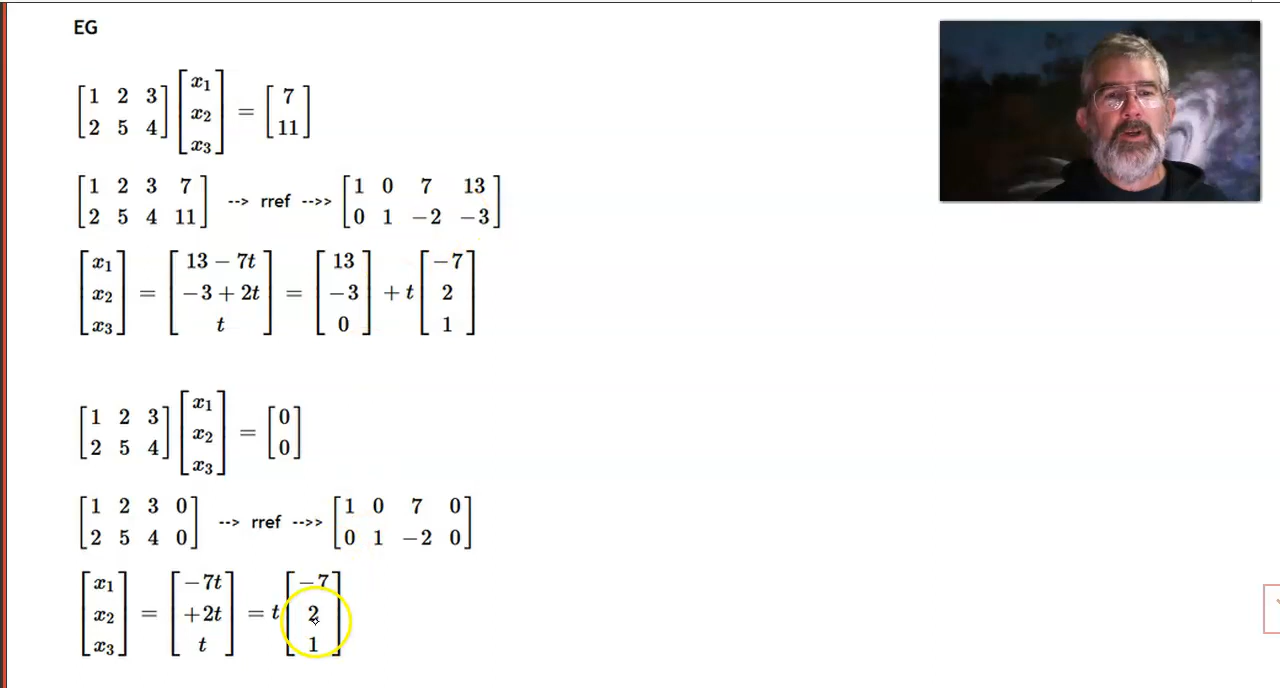 EG
[1 2 3; 2 5 4] [x₁; x₂; x₃] = [7; 11]
[1 2 3 7; 2 5 4 11] --> rref -->> [1 0 7 13; 0 1 −2 −3]
[x₁; x₂; x₃] = [13 − 7t; −3 + 2t; t] = [13; −3; 0] + t [−7; 2; 1]
[1 2 3; 2 5 4] [x₁; x₂; x₃] = [0; 0]
[1 2 3 0; 2 5 4 0] --> rref -->> [1 0 7 0; 0 1 −2 0]
[x₁; x₂; x₃] = [−7t; +2t; t] = t [−7; 2; 1]